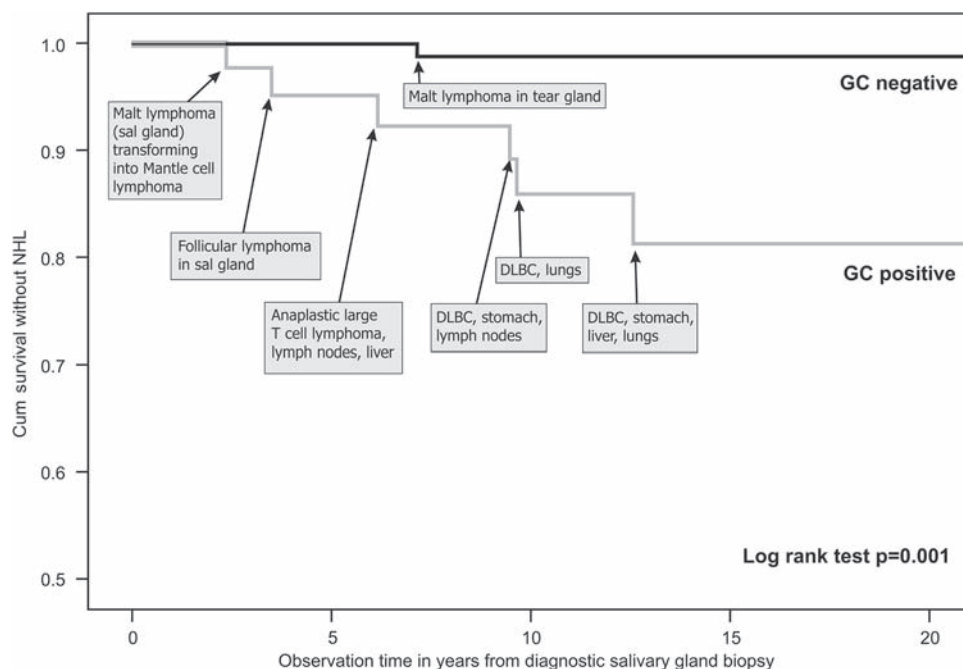 1.0
0.9
0.8
0.7
0.6
0.5
Cum survival without NHL
GC negative
Malt lymphoma in tear gland
Malt lymphoma
(sal gland)
transforming
into Mantle cell
lymphoma
Follicular lymphoma
in sal gland
DLBC, lungs
GC positive
Anaplastic large
T cell lymphoma,
lymph nodes, liver
DLBC, stomach,
lymph nodes
DLBC, stomach,
liver, lungs
Log rank test p=0.001
0 5 10 15 20
Observation time in years from diagnostic salivary gland biopsy